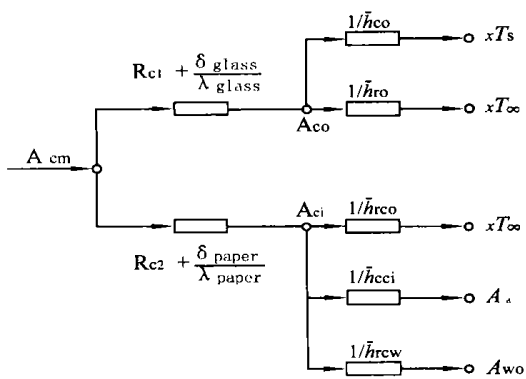 1/h̄co
xTs
Rc1 + δ glass / λ glass
1/h̄ro
xT∞
Aco
A cm
Aci
1/h̄rco
xT∞
Rc2 + δ paper / λ paper
1/h̄cci
A
1/h̄rcw
Awo